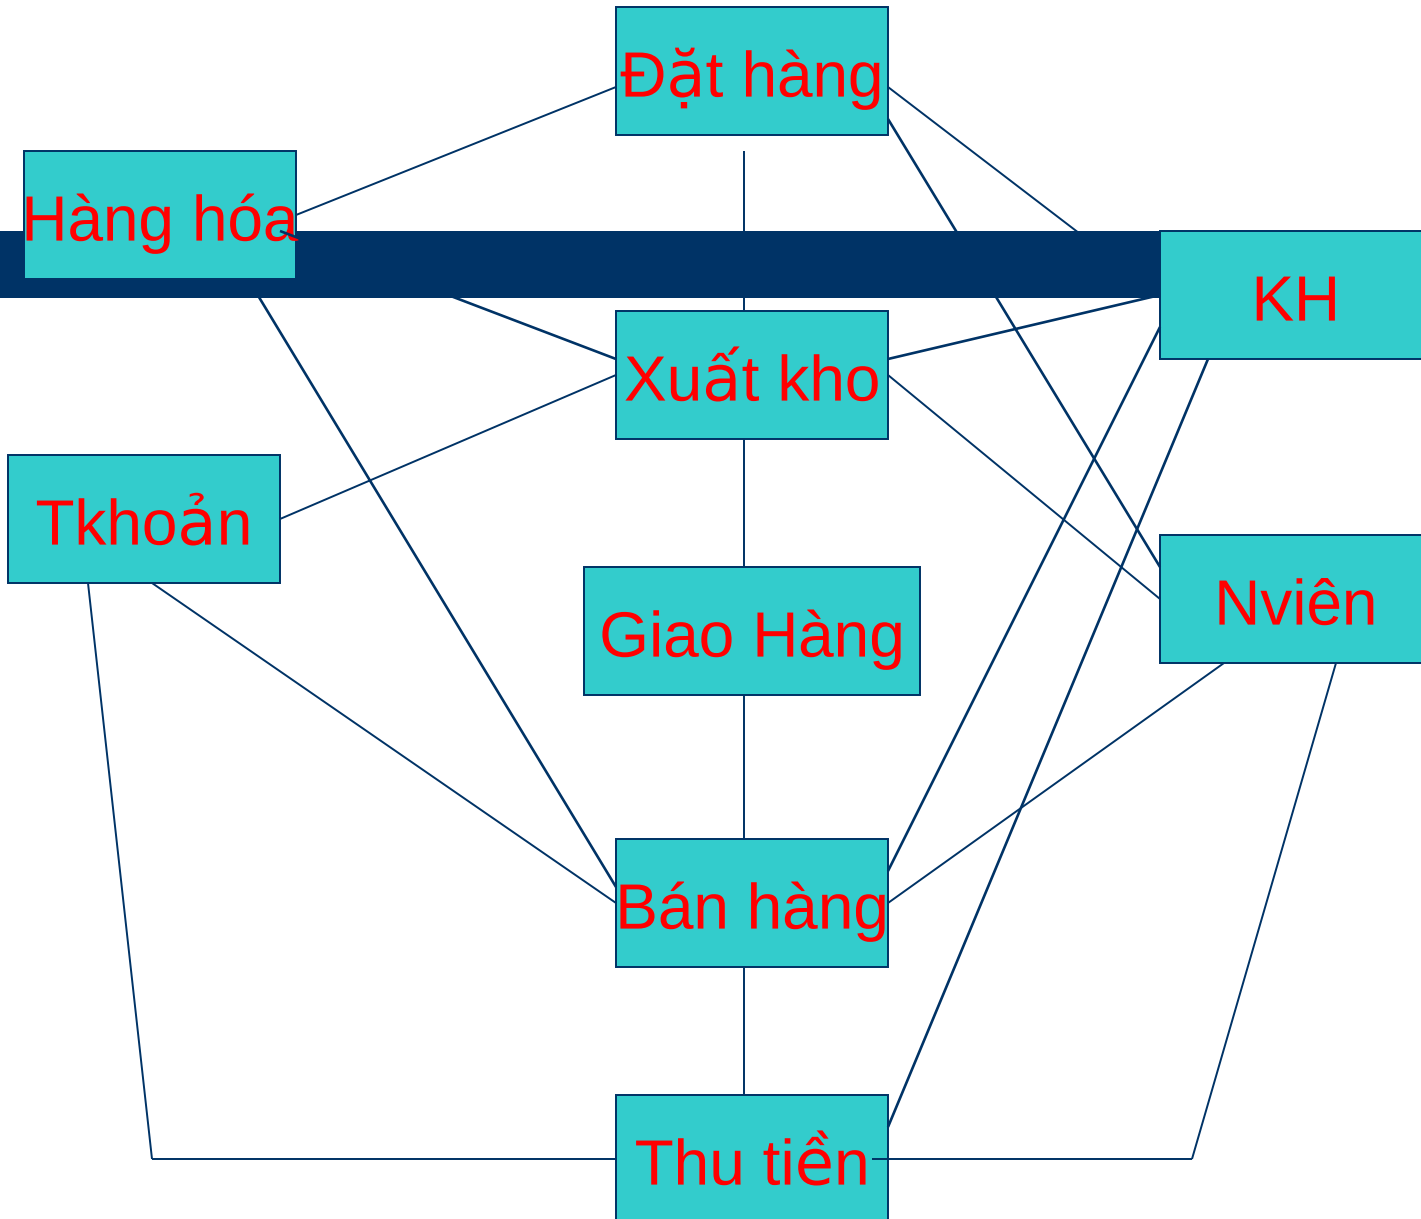 Đặt hàng
Hàng hóa
KH
Xuất kho
Tkhoản
Nviên
Giao Hàng
Bán hàng
Thu tiền